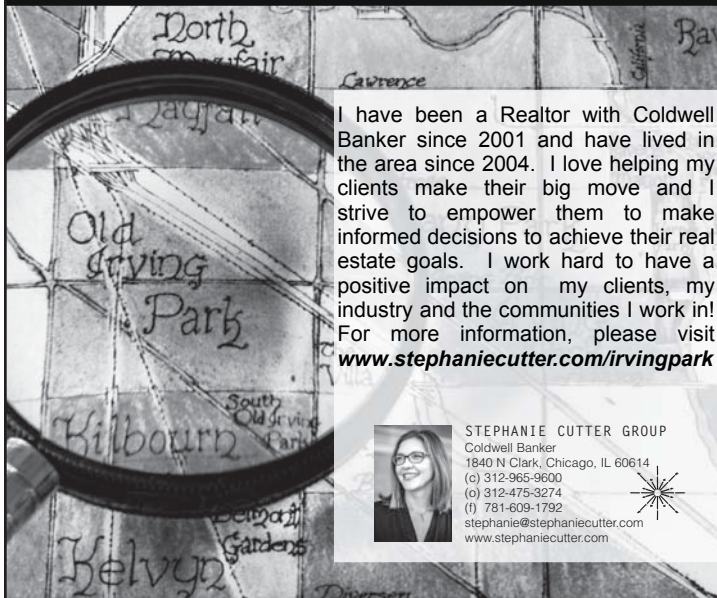 North
Mayfair
Lawrence
California
Mayfair
I have been a Realtor with Coldwell
Banker since 2001 and have lived in
the area since 2004. I love helping my
clients make their big move and I
strive to empower them to make
informed decisions to achieve their real
estate goals. I work hard to have a
positive impact on my clients, my
industry and the communities I work in!
For more information, please visit
www.stephaniecutter.com/irvingpark
Old
Irving
Park
South
Old Irving
Park
Kilbourn
STEPHANIE CUTTER GROUP
Coldwell Banker
1840 N Clark, Chicago, IL 60614
(c) 312-965-9600
(o) 312-475-3274
(f) 781-609-1792
stephanie@stephaniecutter.com
www.stephaniecutter.com
Belmont
Gardens
Kelvyn
Diversey